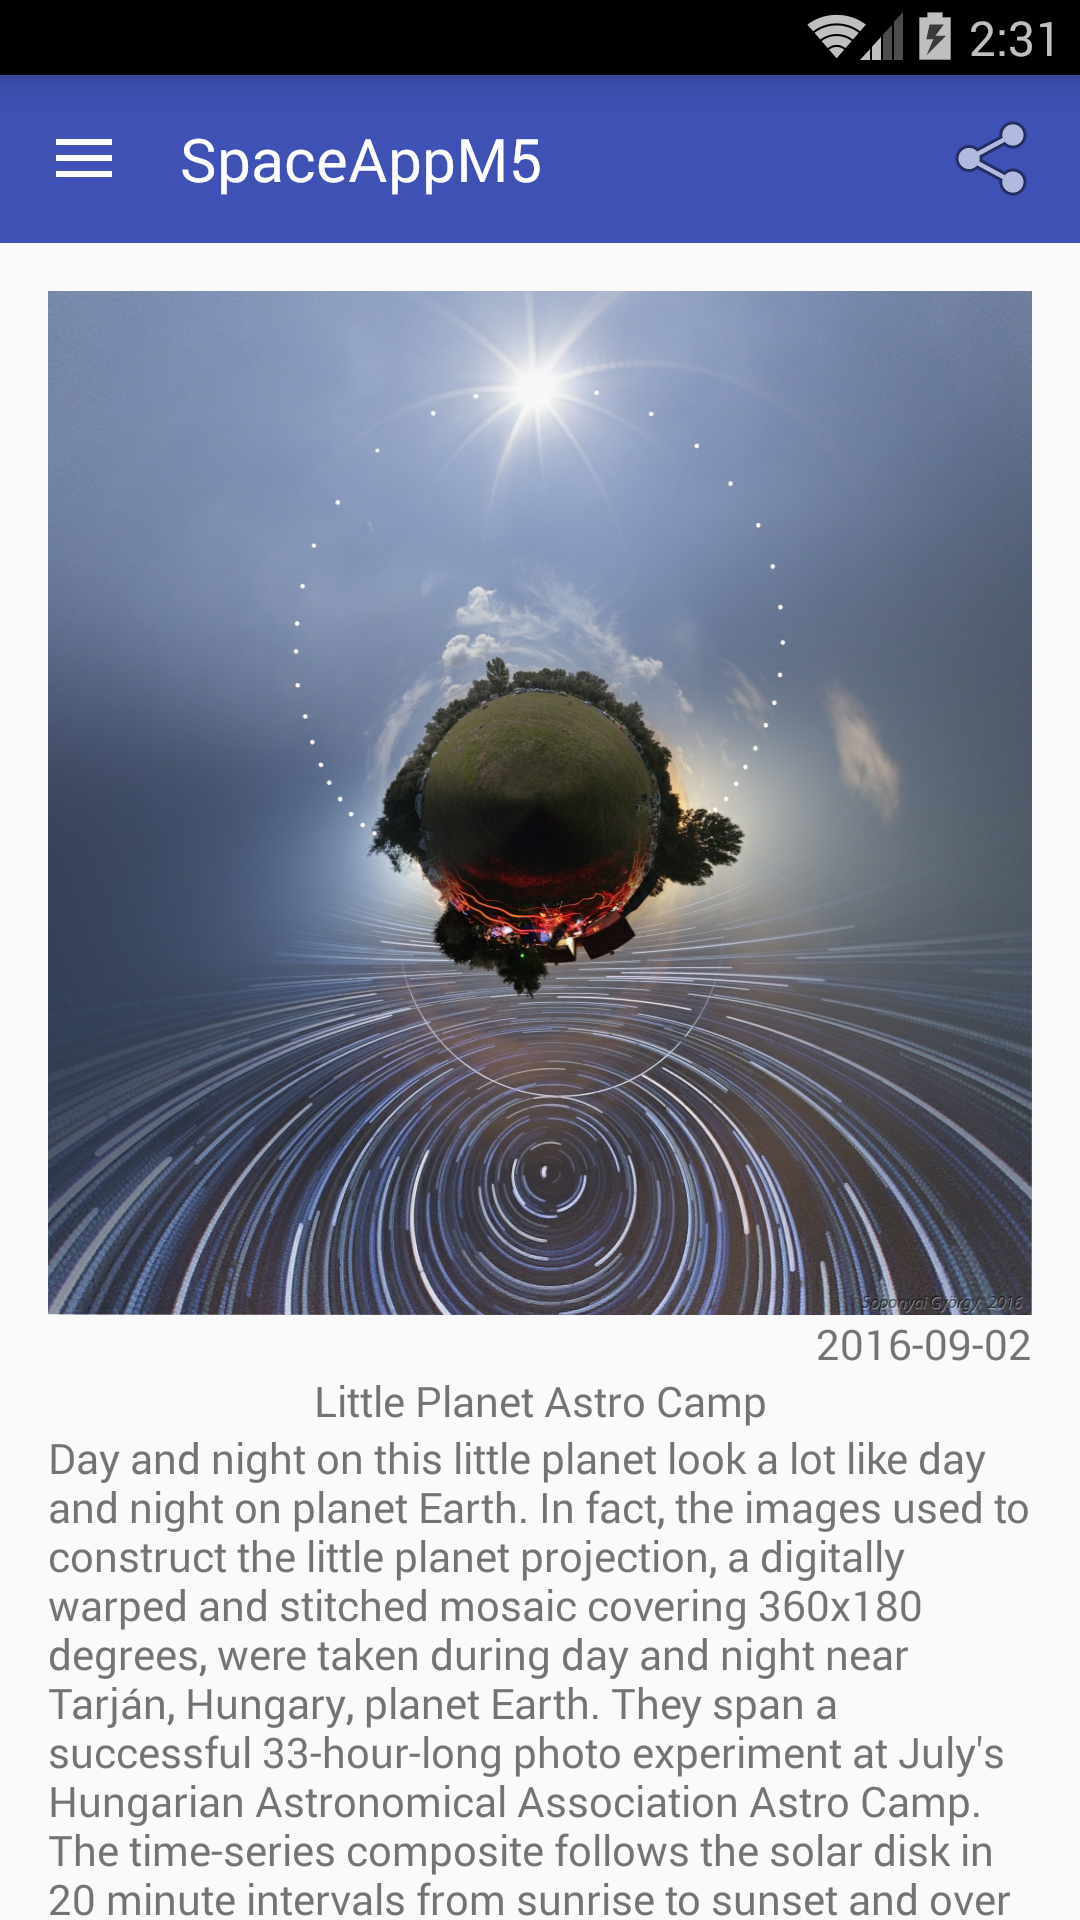 2:31
SpaceAppM5
Soponyai György 2016
2016-09-02
Little Planet Astro Camp
Day and night on this little planet look a lot like day
and night on planet Earth. In fact, the images used to
construct the little planet projection, a digitally
warped and stitched mosaic covering 360x180
degrees, were taken during day and night near
Tarján, Hungary, planet Earth. They span a
successful 33-hour-long photo experiment at July's
Hungarian Astronomical Association Astro Camp.
The time-series composite follows the solar disk in
20 minute intervals from sunrise to sunset and over